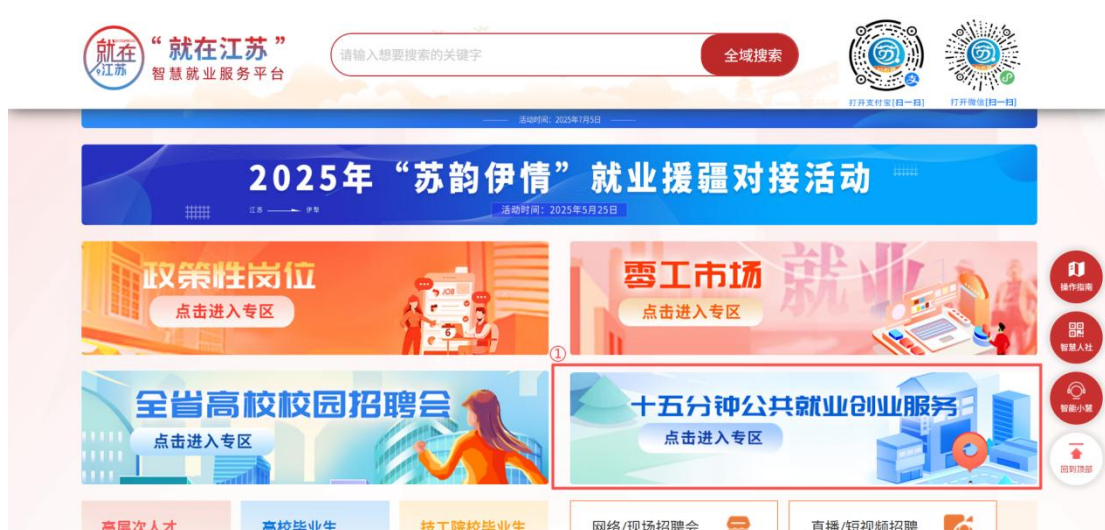 就在
江苏
“就在江苏”
智慧就业服务平台
请输入想要搜索的关键字
全域搜索
打开支付宝[扫一扫]
打开微信[扫一扫]
活动时间：2025年7月5日
2025年“苏韵伊情”就业援疆对接活动
江苏
伊犁
活动时间：2025年5月25日
政策性岗位
点击进入专区
JOB
6
零工市场
点击进入专区
就业
①
全省高校校园招聘会
点击进入专区
十五分钟公共就业创业服务
点击进入专区
操作指南
智慧人社
智能小慧
回到顶部
高层次人才
高校毕业生
技工院校毕业生
网络/现场招聘会
直播/短视频招聘